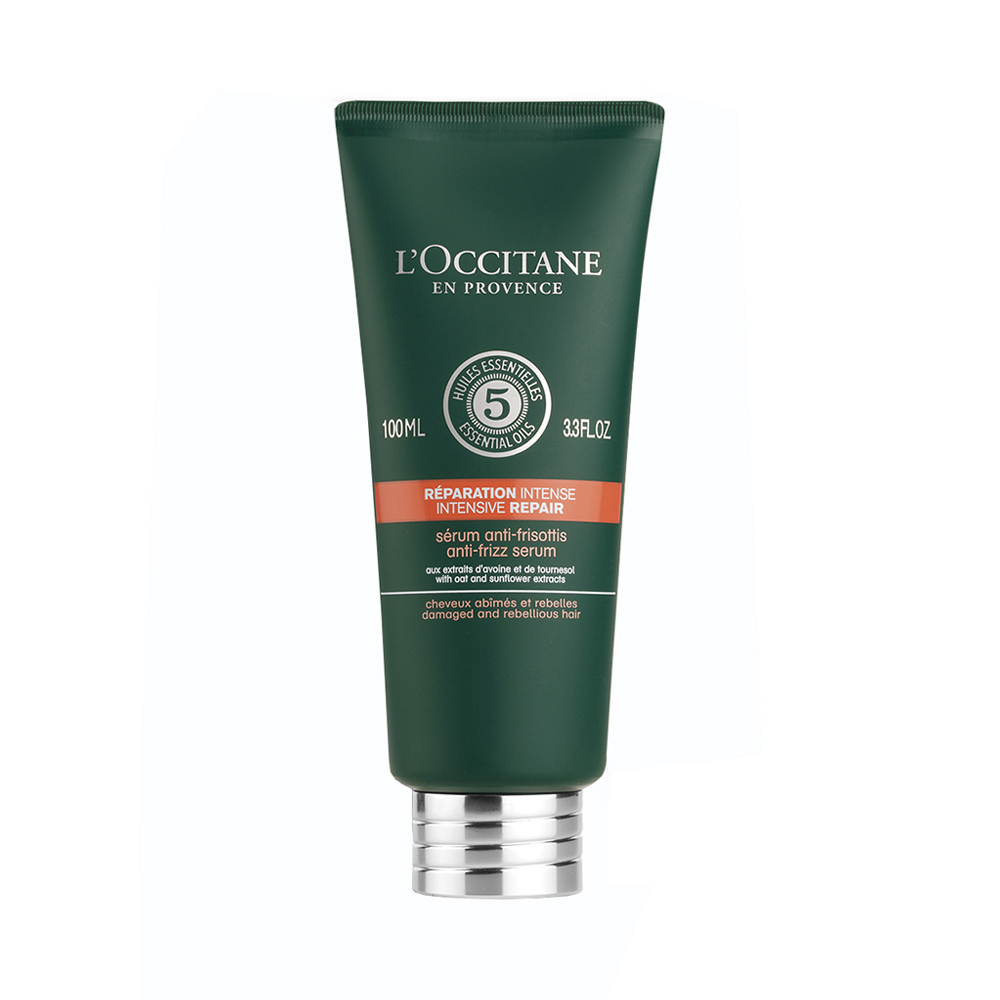 L'OCCITANE
EN PROVENCE
HUILES ESSENTIELLES
5
ESSENTIAL OILS
100ML
3.3FL.OZ
RÉPARATION INTENSE
INTENSIVE REPAIR
sérum anti-frisottis
anti-frizz serum
aux extraits d'avoine et de tournesol
with oat and sunflower extracts
cheveux abîmés et rebelles
damaged and rebellious hair